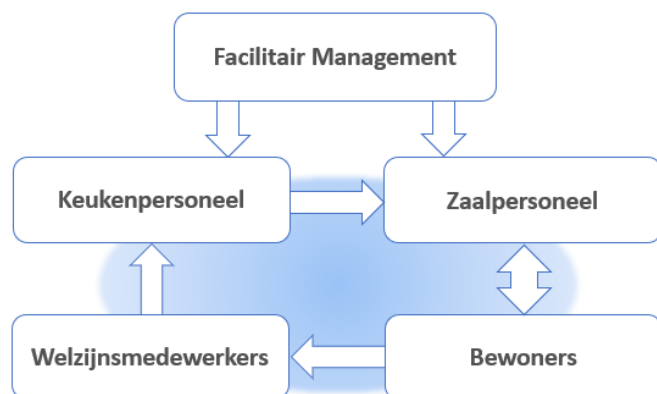 Facilitair Management
Keukenpersoneel
Zaalpersoneel
Welzijnsmedewerkers
Bewoners